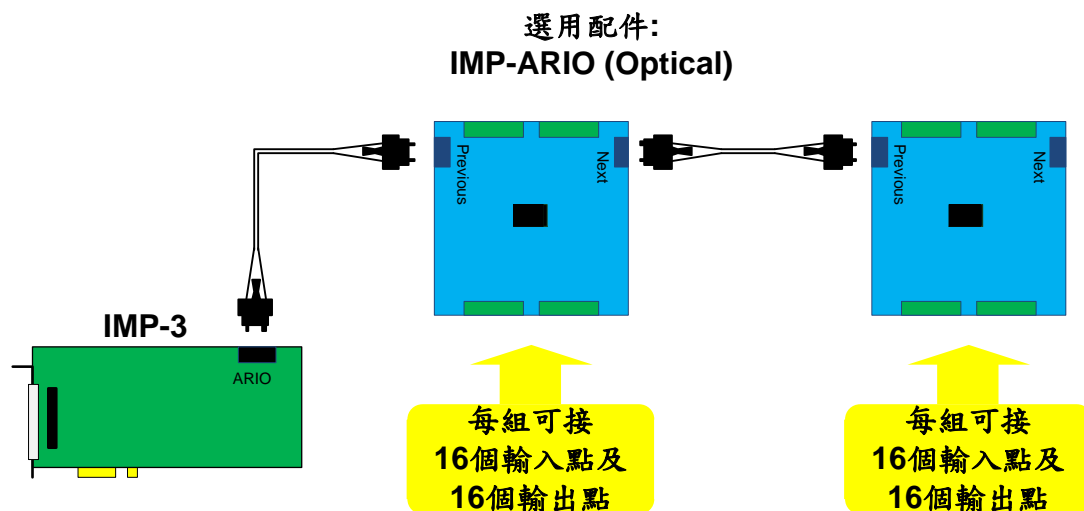 選用配件:
IMP-ARIO (Optical)
Previous
Next
Previous
Next
IMP-3
ARIO
每組可接
16個輸入點及
16個輸出點
每組可接
16個輸入點及
16個輸出點